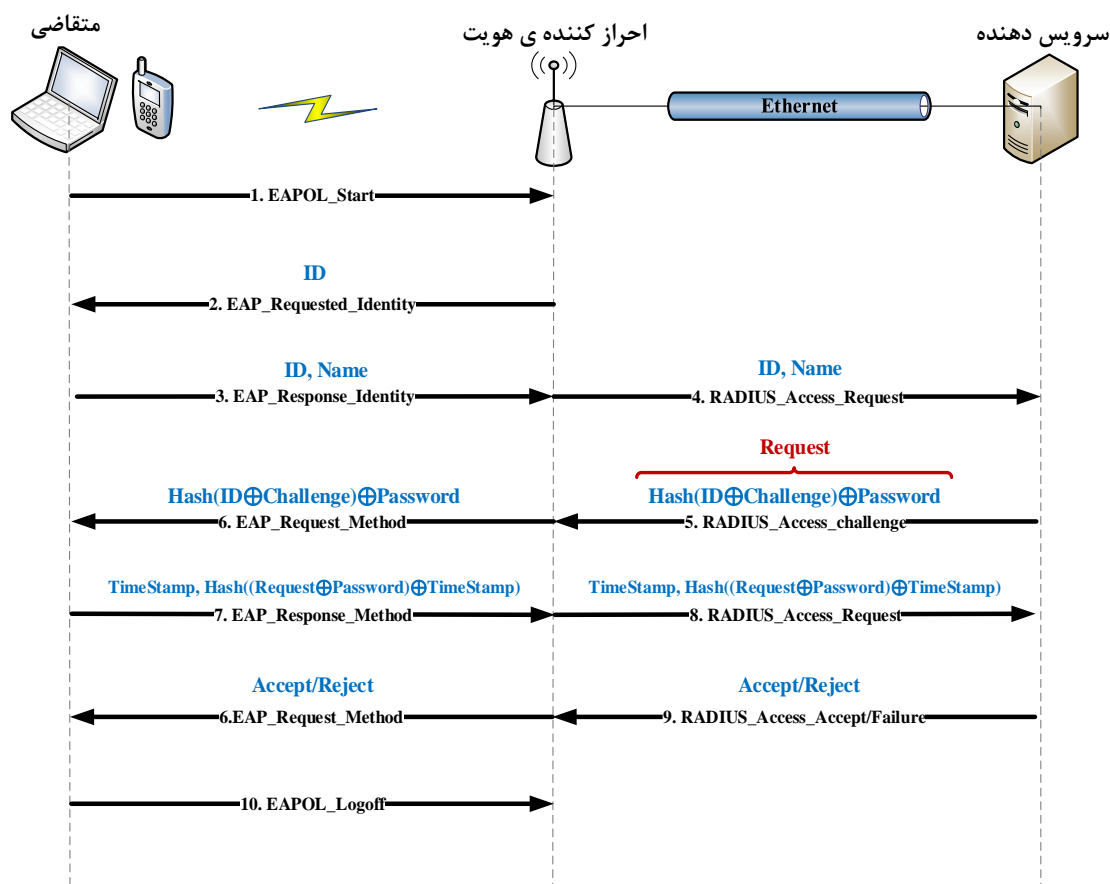 متقاضی
احراز کننده ی هویت
سرویس دهنده
Ethernet
1. EAPOL_Start
ID
2. EAP_Requested_Identity
ID, Name
3. EAP_Response_Identity
ID, Name
4. RADIUS_Access_Request
Request
Hash(ID⊕Challenge)⊕Password
5. RADIUS_Access_challenge
Hash(ID⊕Challenge)⊕Password
6. EAP_Request_Method
TimeStamp, Hash((Request⊕Password)⊕TimeStamp)
7. EAP_Response_Method
TimeStamp, Hash((Request⊕Password)⊕TimeStamp)
8. RADIUS_Access_Request
Accept/Reject
9. RADIUS_Access_Accept/Failure
Accept/Reject
6.EAP_Request_Method
10. EAPOL_Logoff